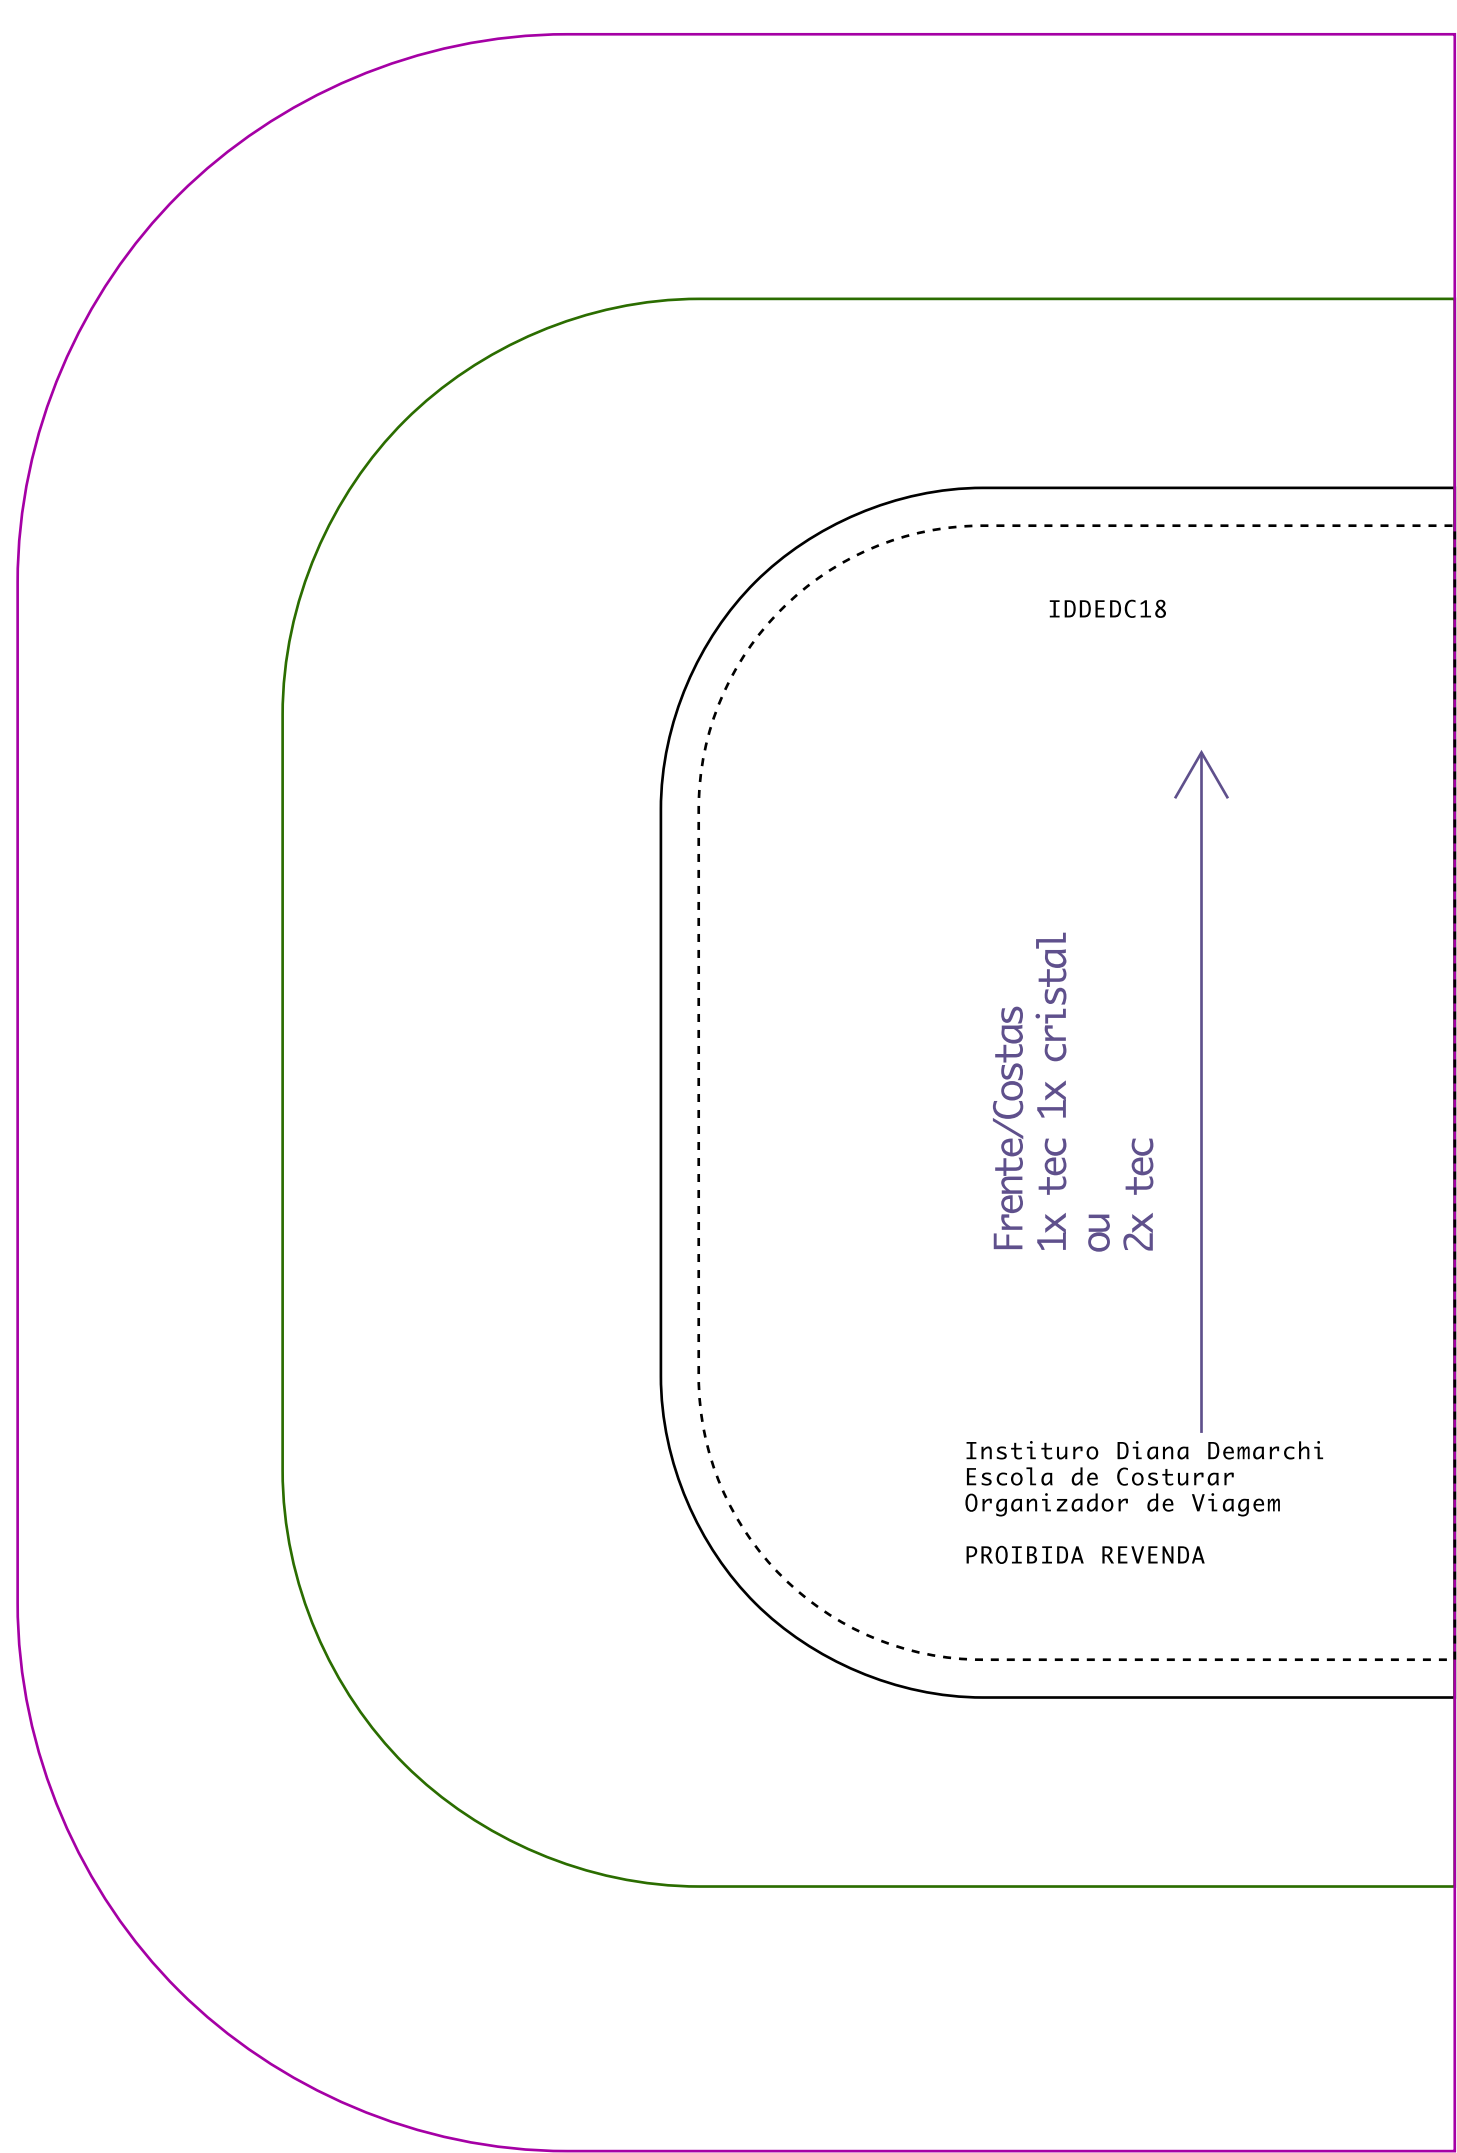 IDDEDC18
Frente/Costas
1x tec 1x cristal
ou
2x tec
Instituro Diana Demarchi
Escola de Costurar
Organizador de Viagem
PROIBIDA REVENDA